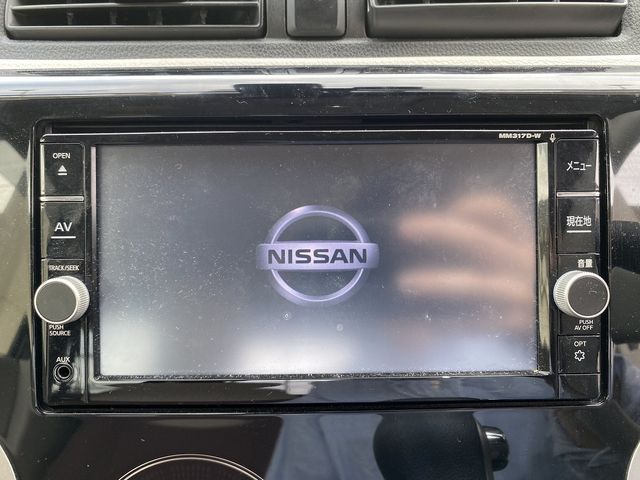 MM317D-W
OPEN
メニュー
AV
現在地
TRACK/SEEK
音量
NISSAN
PUSH
SOURCE
PUSH
AV OFF
AUX
OPT